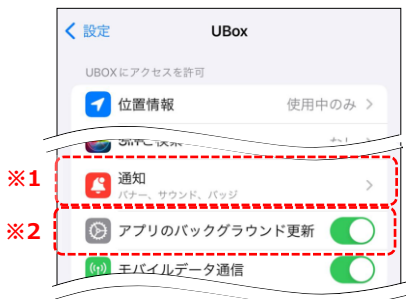 設定
UBox
UBOXにアクセスを許可
位置情報 使用中のみ
※1
通知
バナー、サウンド、バッジ
※2
アプリのバックグラウンド更新
モバイルデータ通信